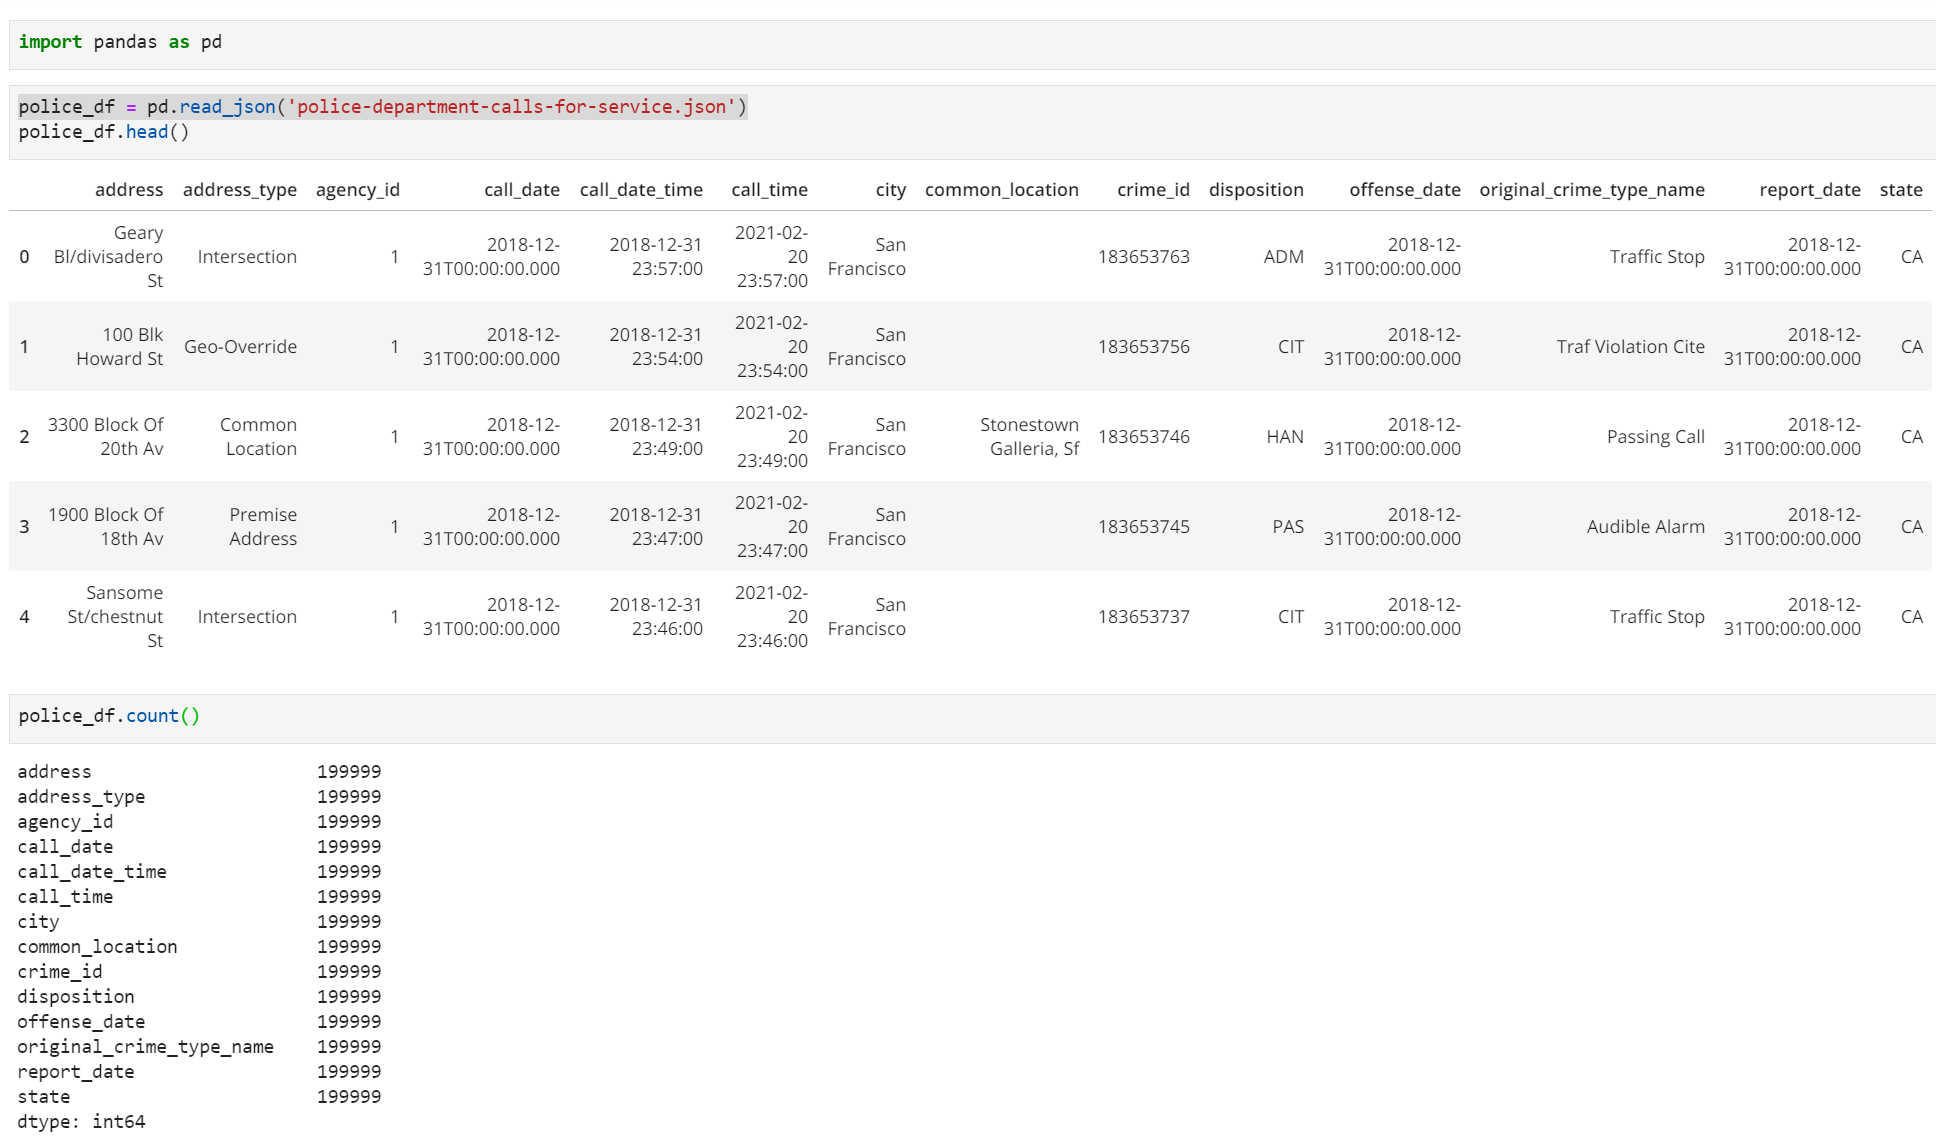 import pandas as pd
police_df = pd.read_json('police-department-calls-for-service.json')
police_df.head()
address address_type agency_id call_date call_date_time call_time city common_location crime_id disposition offense_date original_crime_type_name report_date state
0 Geary Bl/divisadero St Intersection 1 2018-12-31T00:00:00.000 2018-12-31 23:57:00 2021-02-20 23:57:00 San Francisco 183653763 ADM 2018-12-31T00:00:00.000 Traffic Stop 2018-12-31T00:00:00.000 CA
1 100 Blk Howard St Geo-Override 1 2018-12-31T00:00:00.000 2018-12-31 23:54:00 2021-02-20 23:54:00 San Francisco 183653756 CIT 2018-12-31T00:00:00.000 Traf Violation Cite 2018-12-31T00:00:00.000 CA
2 3300 Block Of 20th Av Common Location 1 2018-12-31T00:00:00.000 2018-12-31 23:49:00 2021-02-20 23:49:00 San Francisco Stonestown Galleria, Sf 183653746 HAN 2018-12-31T00:00:00.000 Passing Call 2018-12-31T00:00:00.000 CA
3 1900 Block Of 18th Av Premise Address 1 2018-12-31T00:00:00.000 2018-12-31 23:47:00 2021-02-20 23:47:00 San Francisco 183653745 PAS 2018-12-31T00:00:00.000 Audible Alarm 2018-12-31T00:00:00.000 CA
4 Sansome St/chestnut St Intersection 1 2018-12-31T00:00:00.000 2018-12-31 23:46:00 2021-02-20 23:46:00 San Francisco 183653737 CIT 2018-12-31T00:00:00.000 Traffic Stop 2018-12-31T00:00:00.000 CA
police_df.count()
address 199999
address_type 199999
agency_id 199999
call_date 199999
call_date_time 199999
call_time 199999
city 199999
common_location 199999
crime_id 199999
disposition 199999
offense_date 199999
original_crime_type_name 199999
report_date 199999
state 199999
dtype: int64